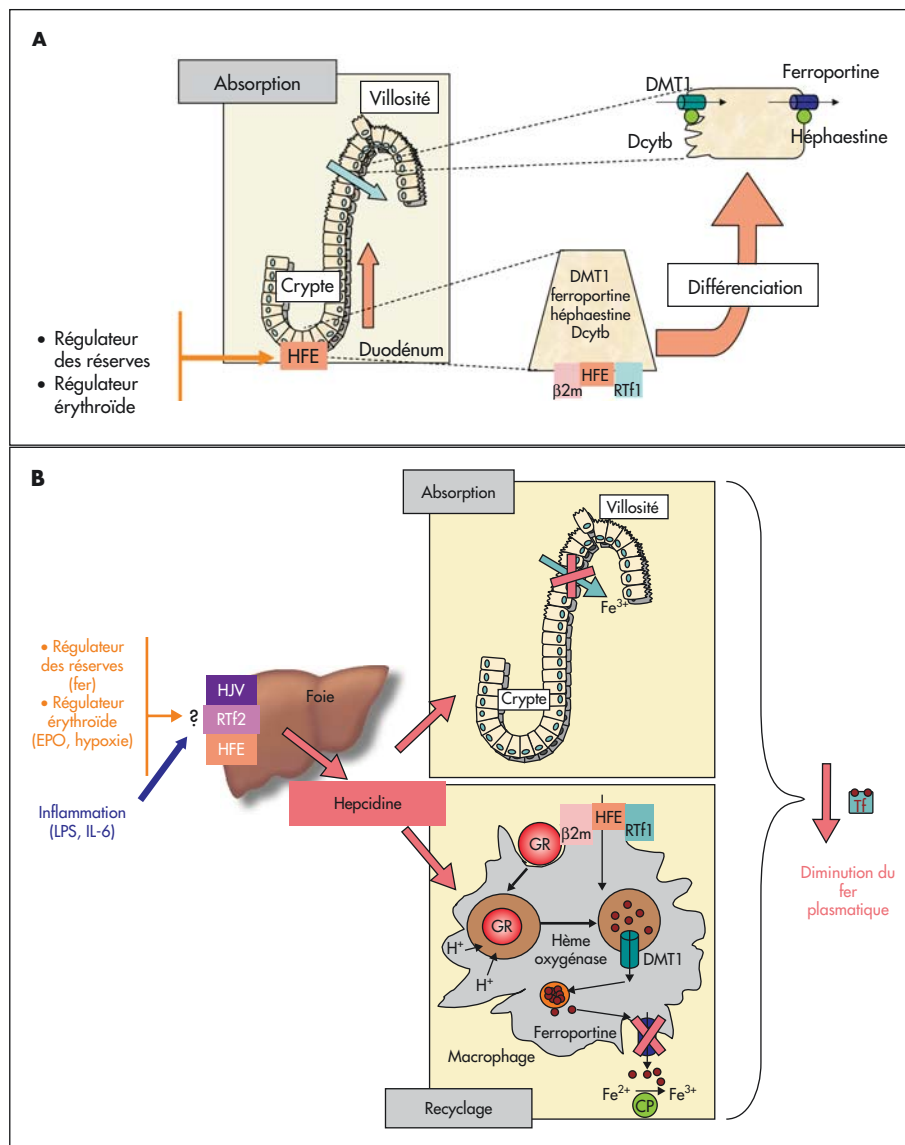 A
Absorption
Villosité
Crypte
HFE
Duodénum
• Régulateur
des réserves
• Régulateur
érythroïde
DMT1
ferroportine
héphaestine
Dcytb
HFE
β2m
RTf1
Différenciation
DMT1
Ferroportine
Dcytb
Héphaestine
B
Absorption
Villosité
Fe³⁺
Crypte
• Régulateur
des réserves
(fer)
• Régulateur
érythroïde
(EPO, hypoxie)
?
HJV
RTf2
HFE
Foie
Inflammation
(LPS, IL-6)
Hepcidine
β2m
HFE
RTf1
GR
GR
H⁺
H⁺
Hème
oxygénase
DMT1
Ferroportine
Macrophage
Fe²⁺
Fe³⁺
CP
Recyclage
Tf
Diminution du
fer
plasmatique